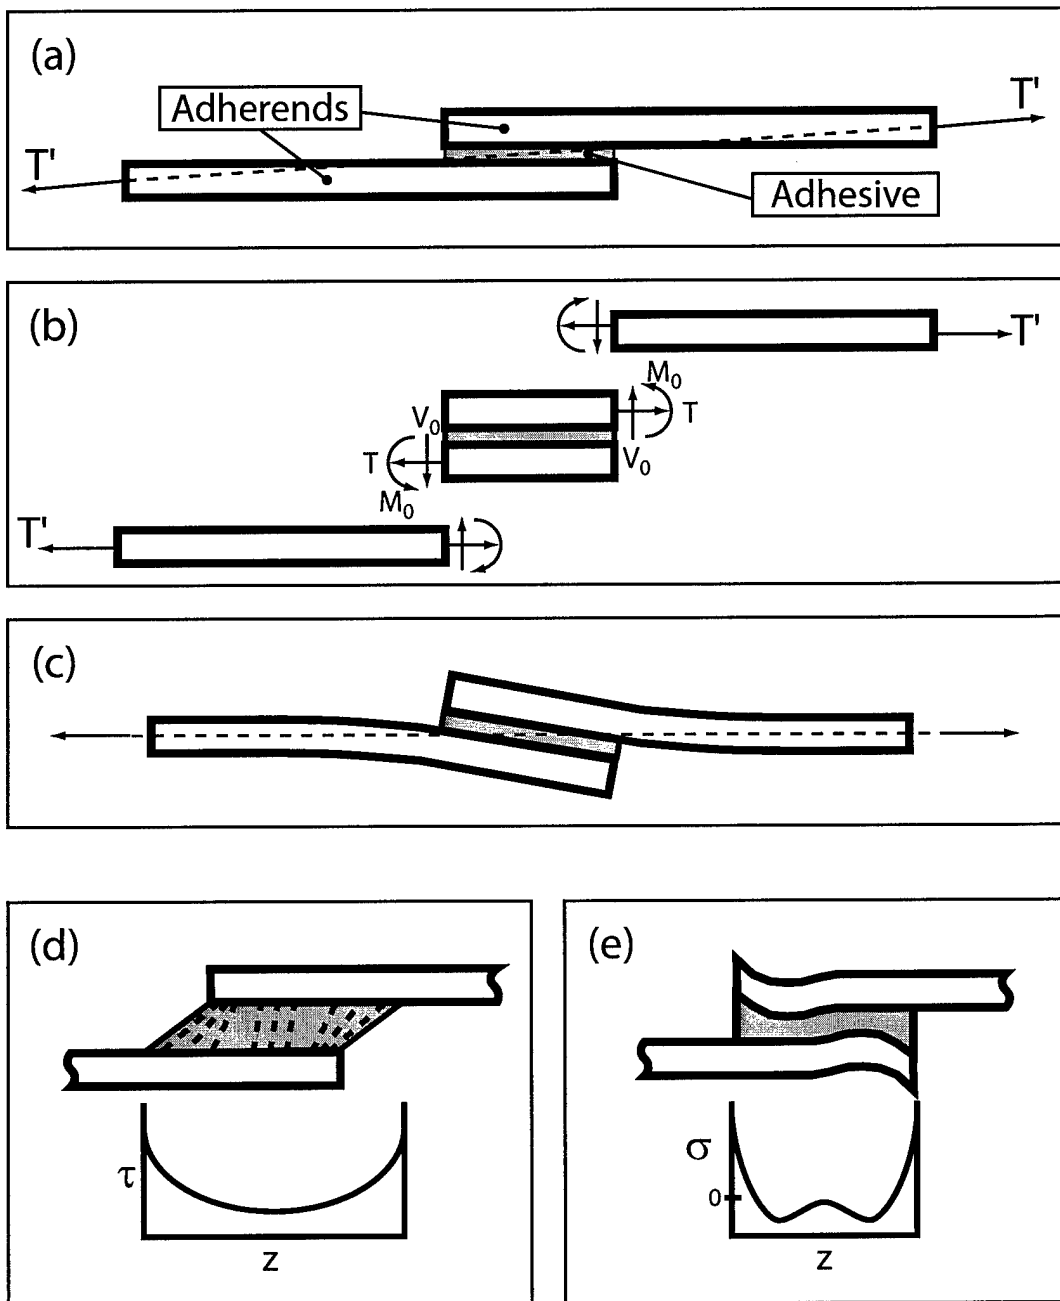 (a)
T'
Adherends
T'
Adhesive
(b)
T'
M₀
V₀
T
T
V₀
M₀
T'
(c)
(d)
τ
z
(e)
σ
0
z